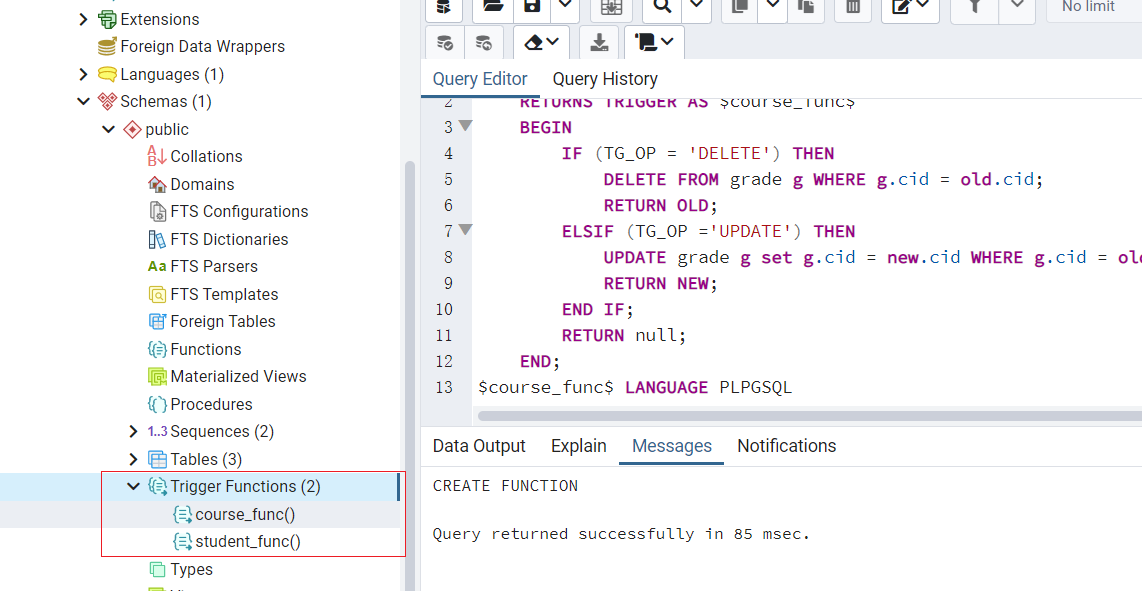 Extensions
Foreign Data Wrappers
Languages (1)
Schemas (1)
public
Collations
Domains
FTS Configurations
FTS Dictionaries
Aa FTS Parsers
FTS Templates
Foreign Tables
Functions
Materialized Views
Procedures
1..3 Sequences (2)
Tables (3)
Trigger Functions (2)
course_func()
student_func()
Types
No limit
Query Editor Query History
2 RETURNS TRIGGER AS $course_func$
3 BEGIN
4 IF (TG_OP = 'DELETE') THEN
5 DELETE FROM grade g WHERE g.cid = old.cid;
6 RETURN OLD;
7 ELSIF (TG_OP ='UPDATE') THEN
8 UPDATE grade g set g.cid = new.cid WHERE g.cid = old
9 RETURN NEW;
10 END IF;
11 RETURN null;
12 END;
13 $course_func$ LANGUAGE PLPGSQL
Data Output Explain Messages Notifications
CREATE FUNCTION
Query returned successfully in 85 msec.